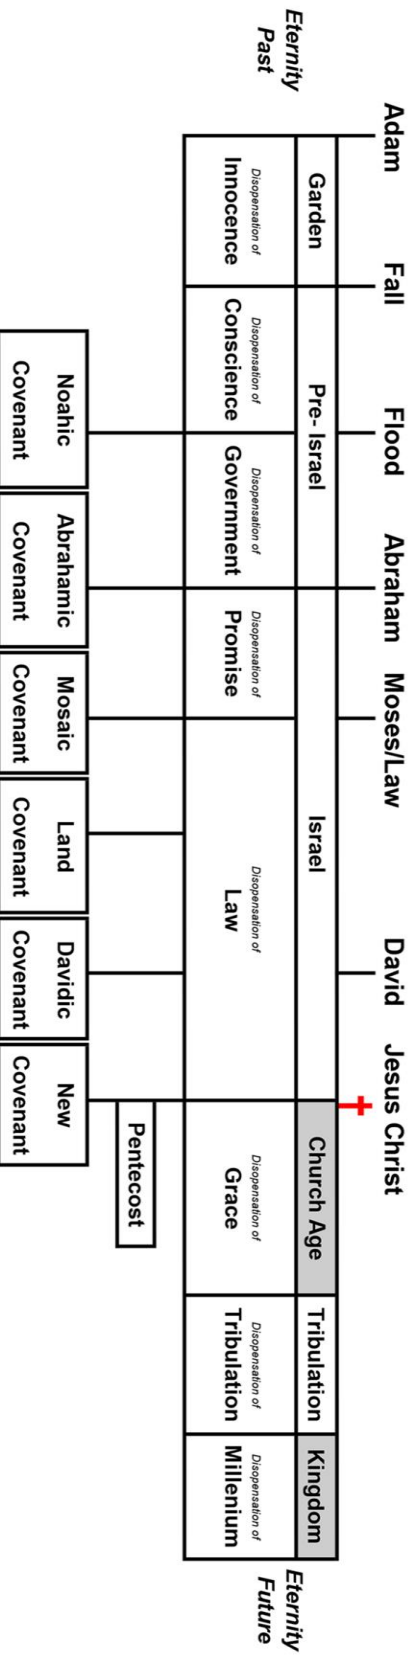 Adam
Fall
Flood
Abraham
Moses/Law
David
Jesus Christ
Eternity
Past
Garden
Pre- Israel
Israel
Church Age
Tribulation
Kingdom
Eternity
Future
Disopensation of
Innocence
Disopensation of
Conscience
Disopensation of
Government
Disopensation of
Promise
Disopensation of
Law
Disopensation of
Grace
Disopensation of
Tribulation
Disopensation of
Millenium
Pentecost
Noahic
Covenant
Abrahamic
Covenant
Mosaic
Covenant
Land
Covenant
Davidic
Covenant
New
Covenant